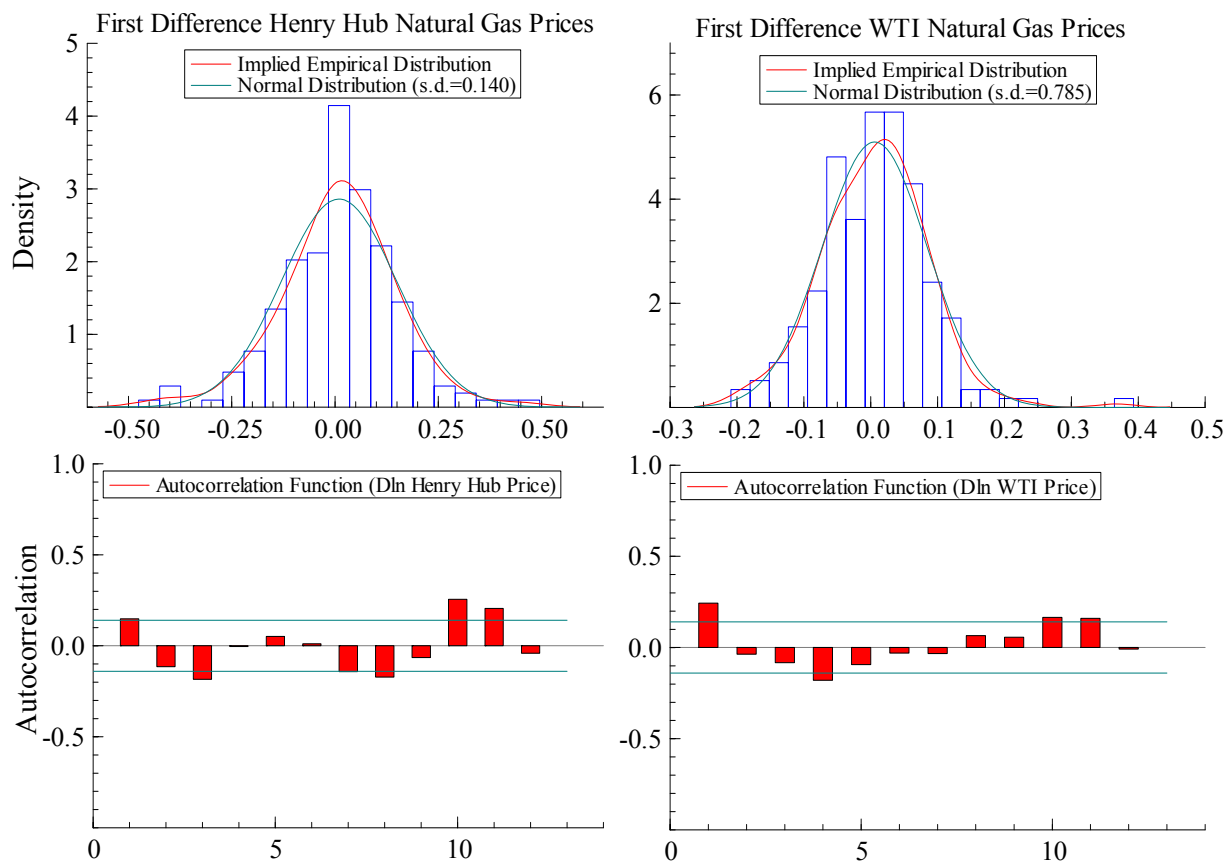 First Difference Henry Hub Natural Gas Prices
Implied Empirical Distribution
Normal Distribution (s.d.=0.140)
Density
5
4
3
2
1
-0.50 -0.25 0.00 0.25 0.50
First Difference WTI Natural Gas Prices
Implied Empirical Distribution
Normal Distribution (s.d.=0.785)
6
4
2
-0.3 -0.2 -0.1 0.0 0.1 0.2 0.3 0.4 0.5
Autocorrelation Function (Dln Henry Hub Price)
Autocorrelation
1.0
0.5
0.0
-0.5
0 5 10
Autocorrelation Function (Dln WTI Price)
1.0
0.5
0.0
-0.5
0 5 10